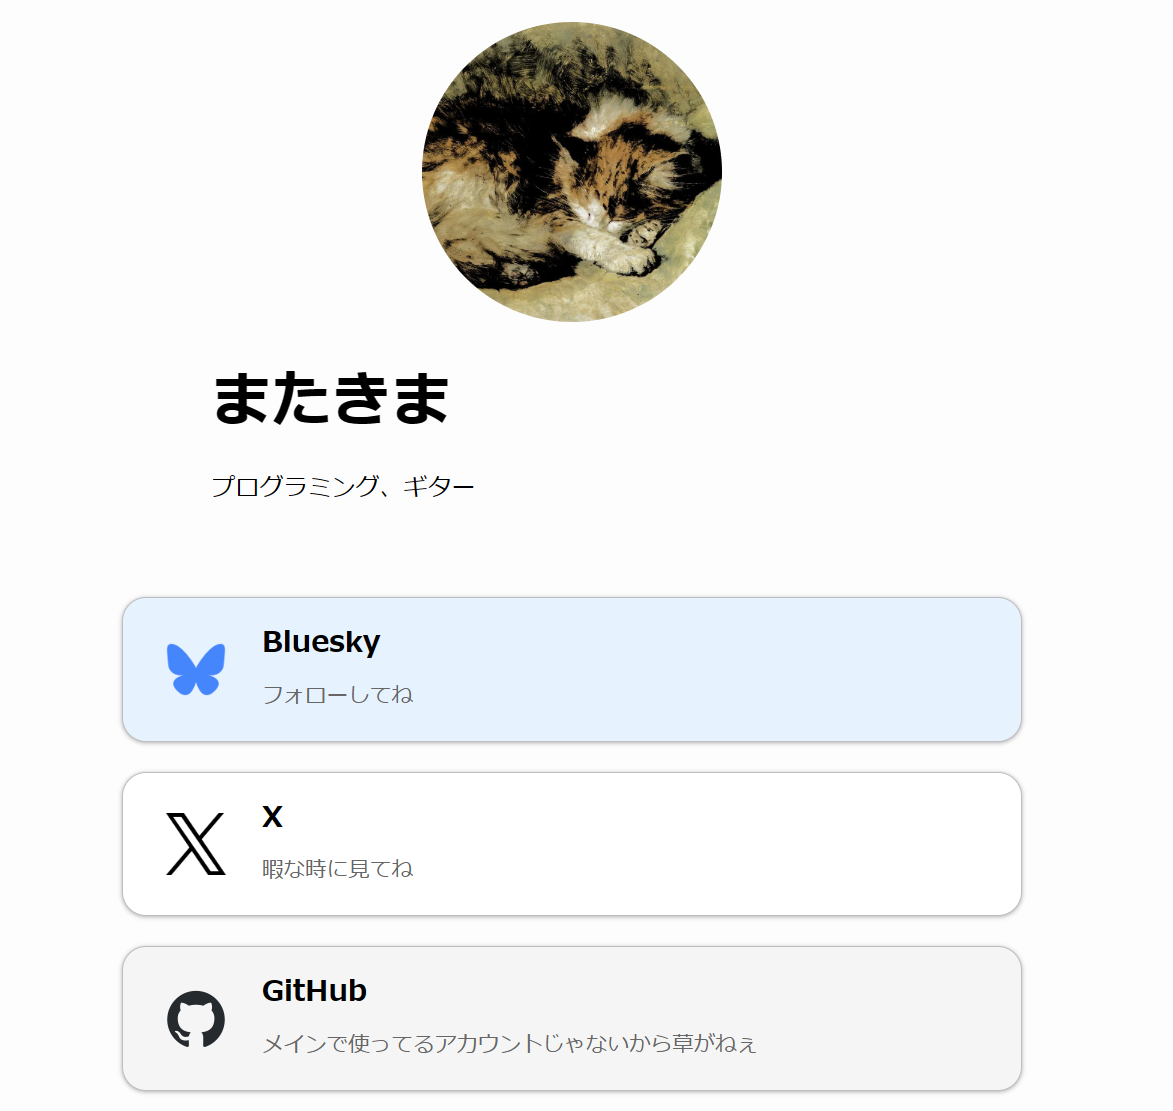 またきま
プログラミング、ギター
Bluesky
フォローしてね
X
暇な時に見てね
GitHub
メインで使ってるアカウントじゃないから草がねぇ